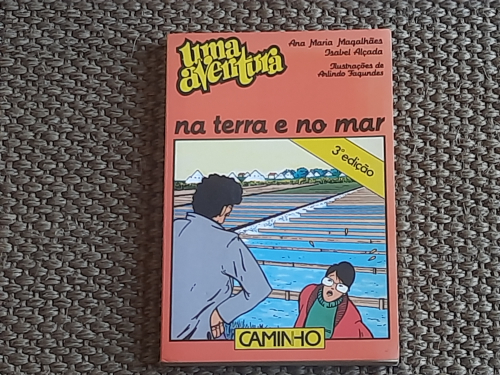 uma
aventura
Ana Maria Magalhães
Isabel Alçada
Ilustrações de
Arlindo Fagundes
na terra e no mar
3ª edição
CAMINHO